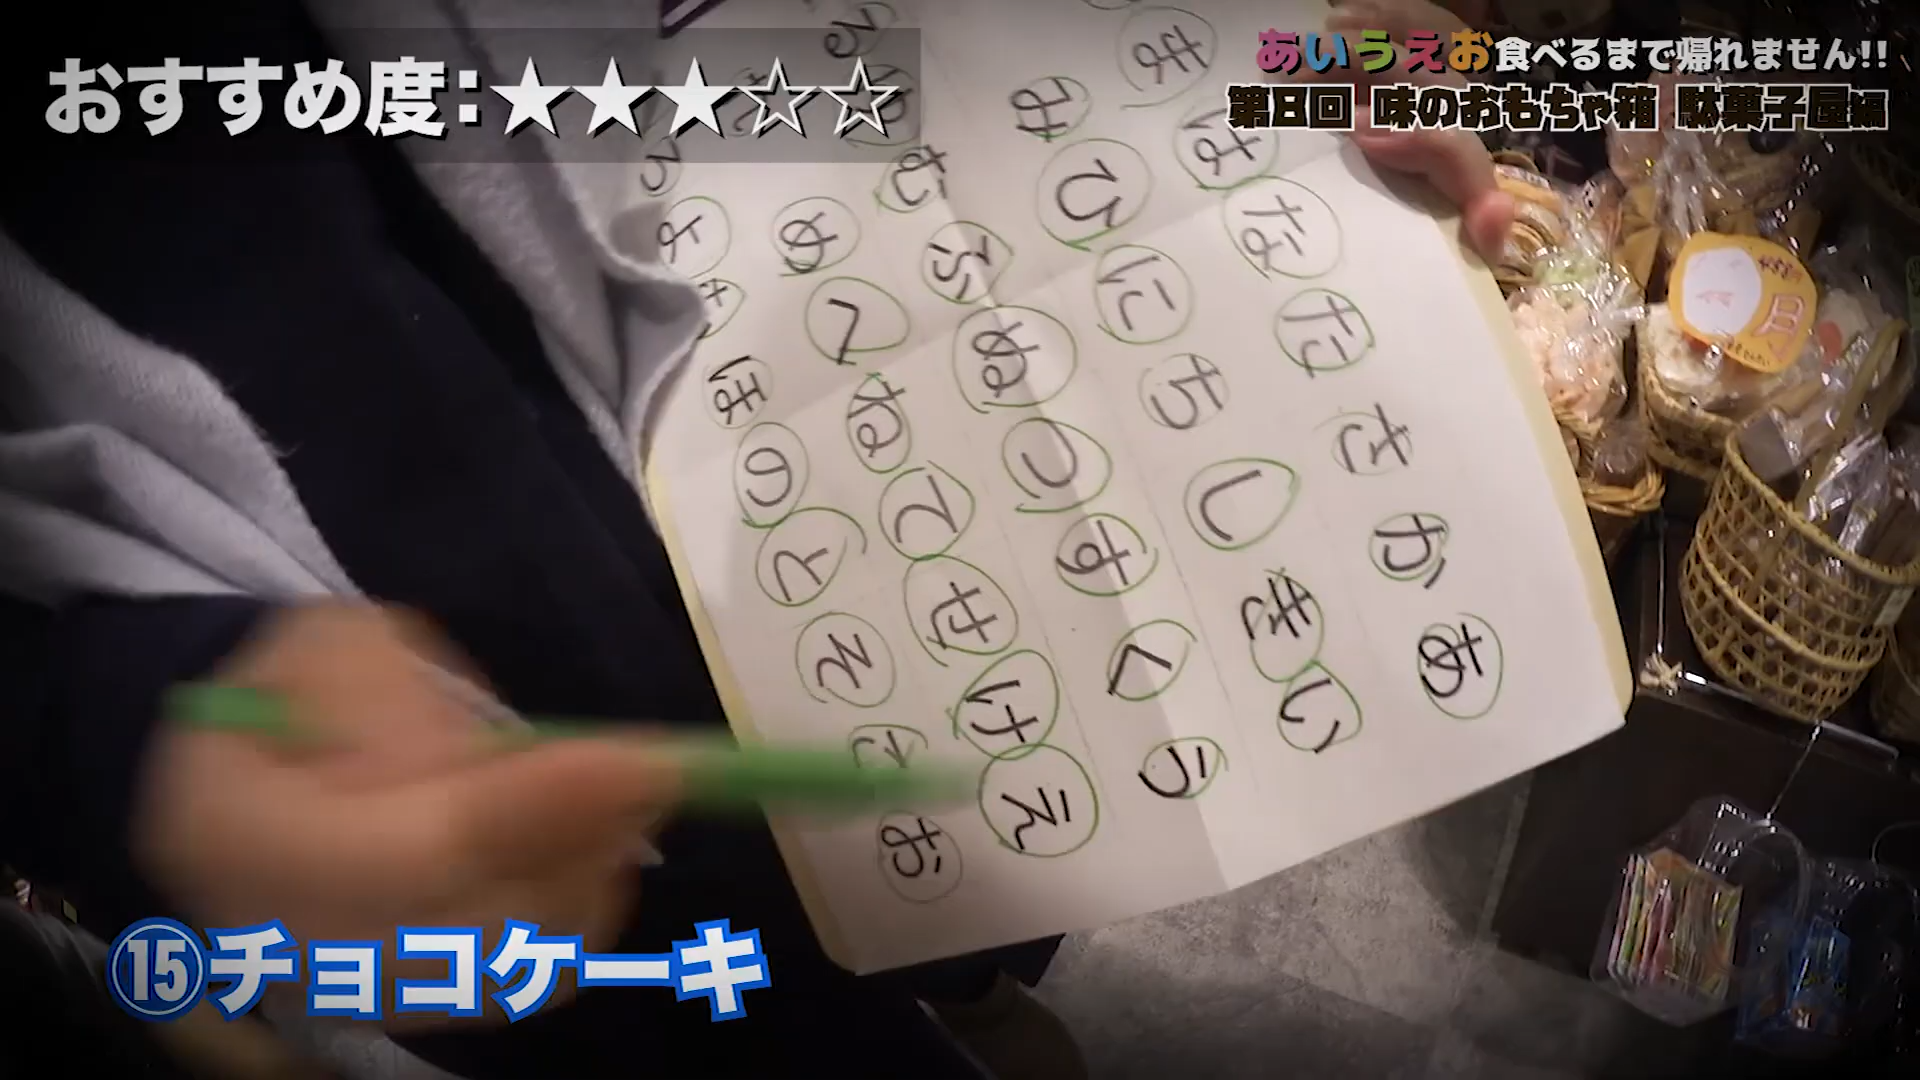 おすすめ度:★★★☆☆
あいうえお食べるまで帰れません!!
第8回 味のおもちゃ箱 駄菓子屋編
ま
み
む
め
は
ひ
ふ
へ
ほ
な
に
ぬ
ね
の
た
ち
つ
て
と
さ
し
す
せ
そ
か
き
く
け
あ
い
う
え
お
よ
月
⑮チョコケーキ